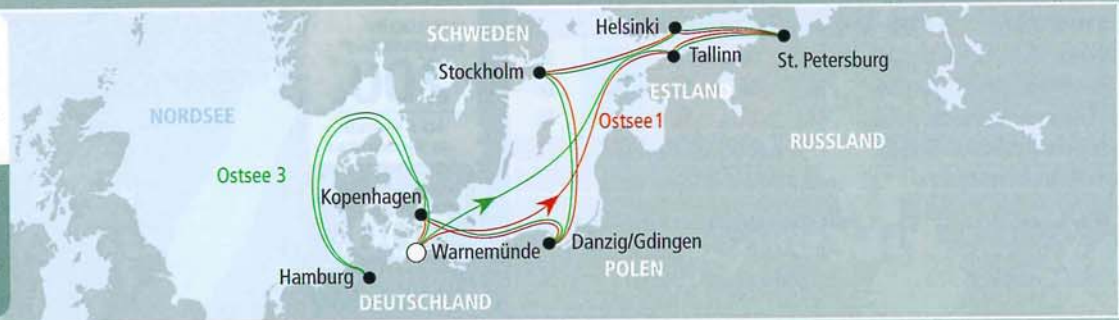 SCHWEDEN
Helsinki
Tallinn
St. Petersburg
Stockholm
ESTLAND
NORDSEE
Ostsee 1
RUSSLAND
Ostsee 3
Kopenhagen
Warnemünde
Danzig/Gdingen
POLEN
Hamburg
DEUTSCHLAND